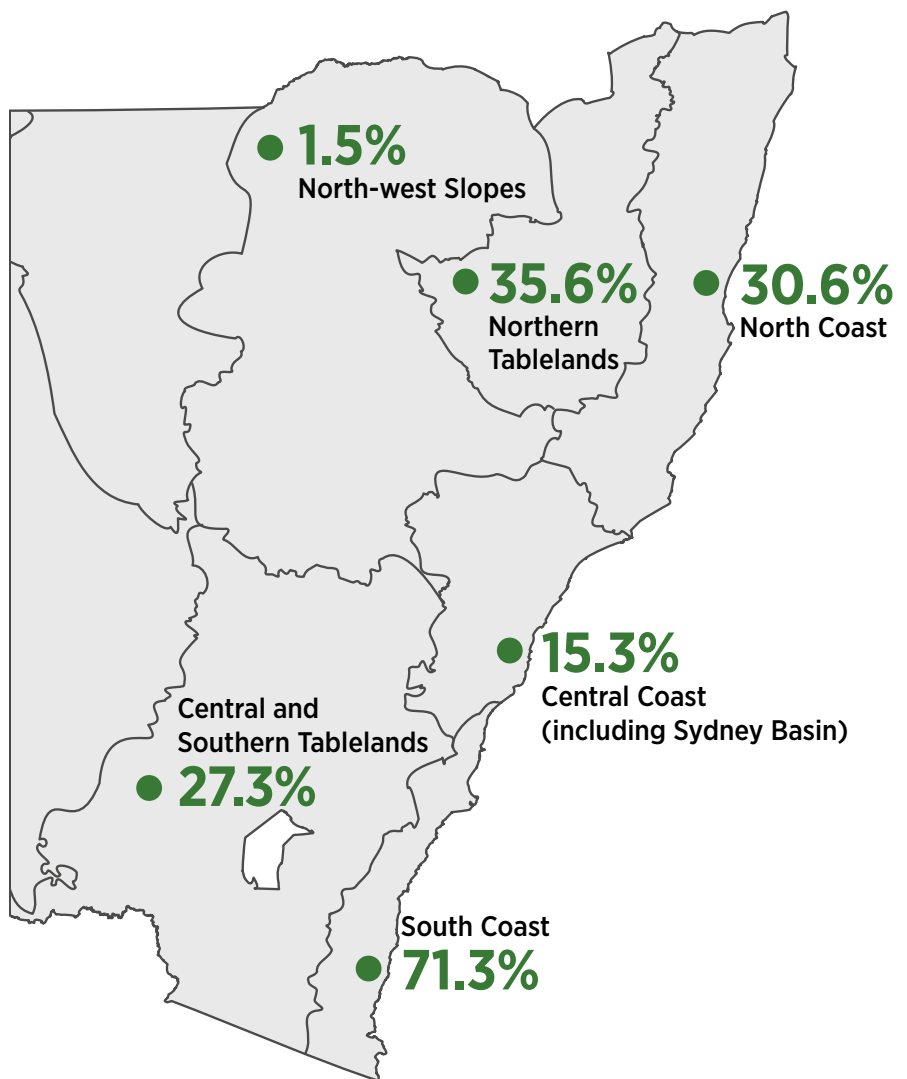 1.5%
North-west Slopes
35.6%
Northern
Tablelands
30.6%
North Coast
15.3%
Central Coast
(including Sydney Basin)
Central and
Southern Tablelands
27.3%
South Coast
71.3%